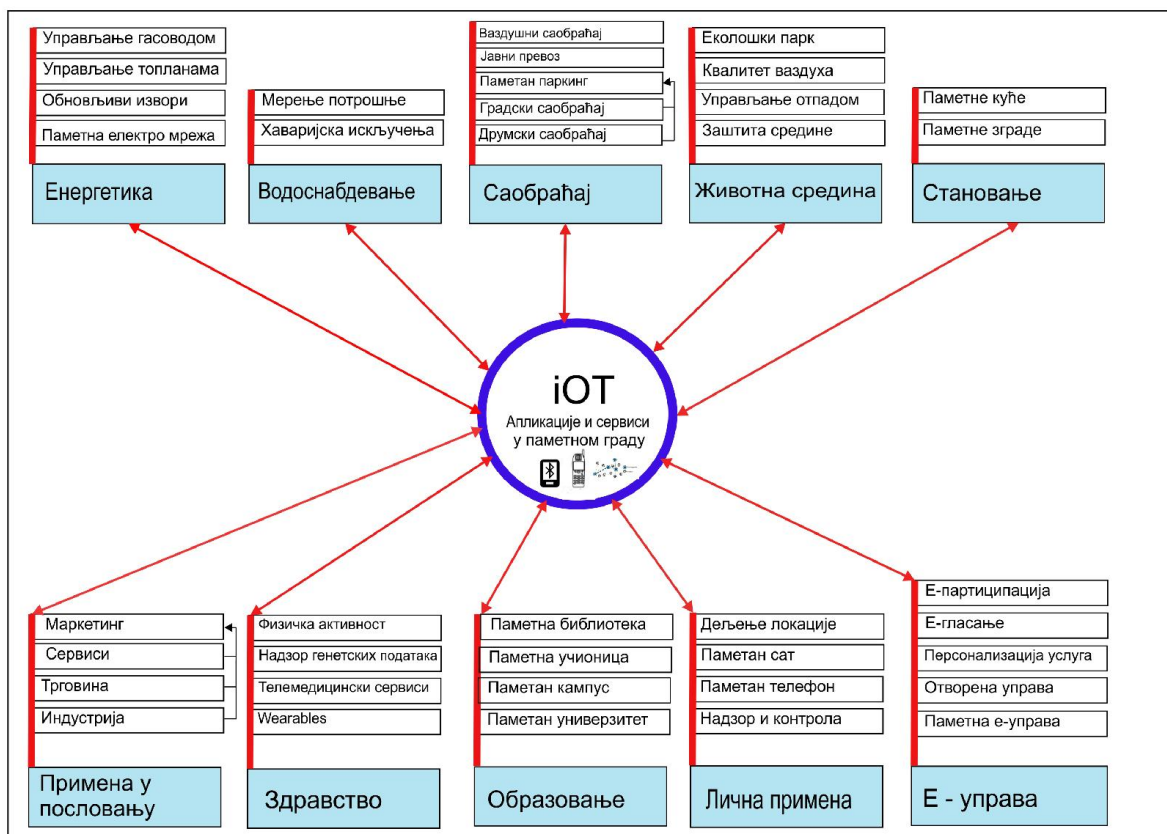 Управљање гасоводом
Управљање топланама
Обновљиви извори
Паметна електро мрежа
Енергетика
Мерење потрошње
Хаваријска искључења
Водоснабдевање
Ваздушни саобраћај
Јавни превоз
Паметан паркинг
Градски саобраћај
Друмски саобраћај
Саобраћај
Еколошки парк
Квалитет ваздуха
Управљање отпадом
Заштита средине
Животна средина
Паметне куће
Паметне зграде
Становање
iOT
Апликације и сервиси
у паметном граду
Маркетинг
Сервиси
Трговина
Индустрија
Примена у
пословању
Физичка активност
Надзор генетских података
Телемедицински сервиси
Wearables
Здравство
Паметна библиотека
Паметна учионица
Паметан кампус
Паметан универзитет
Образовање
Дељење локације
Паметан сат
Паметан телефон
Надзор и контрола
Лична примена
Е-партиципација
Е-гласање
Персонализација услуга
Отворена управа
Паметна е-управа
Е - управа